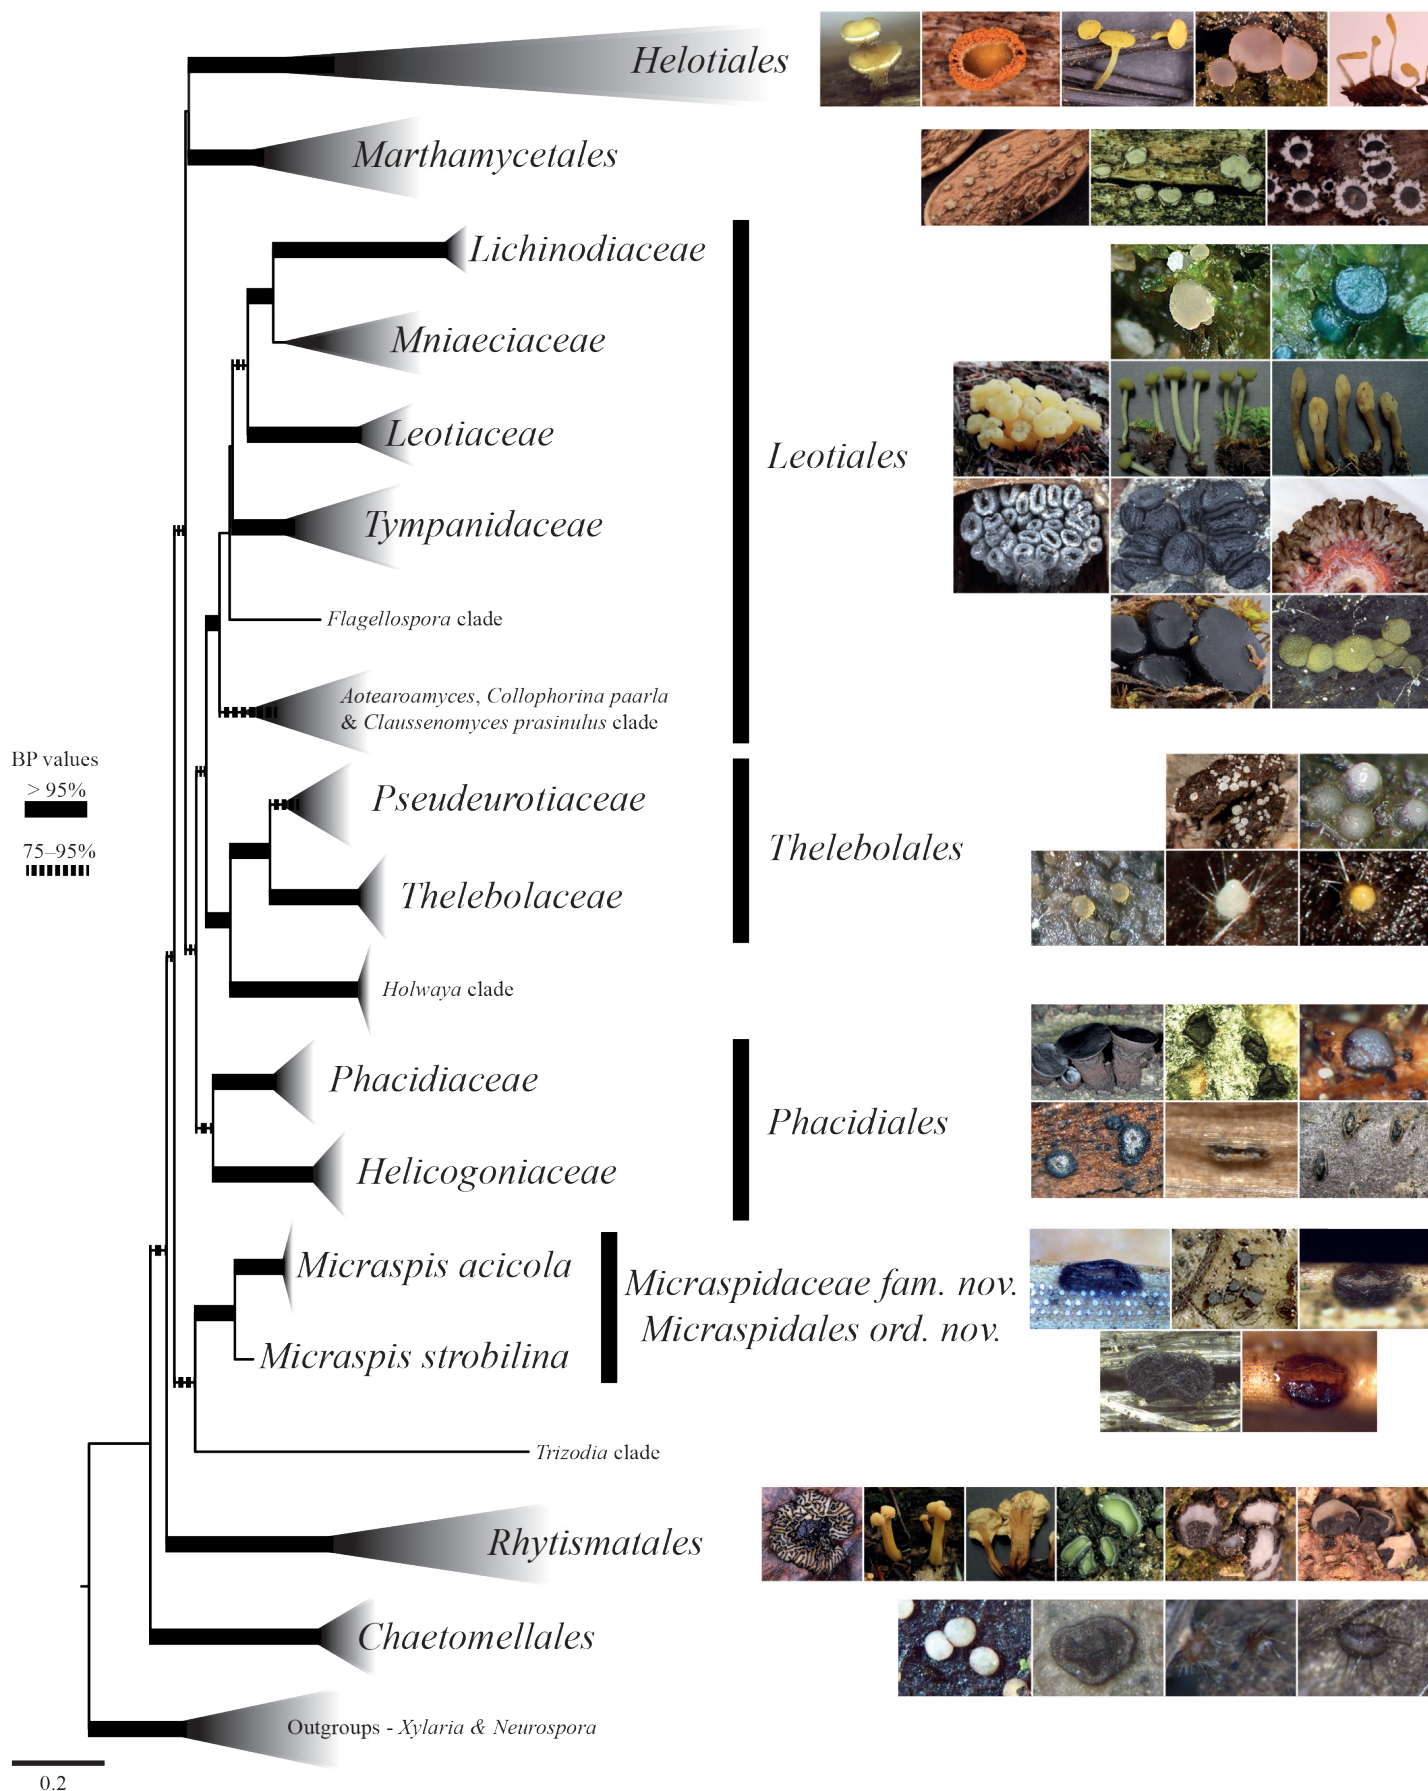 Helotiales
Marthamycetales
Lichinodiaceae
Mniaeciaceae
Leotiaceae
Leotiales
Tympanidaceae
Flagellospora clade
Aotearoamyces, Collophorina paarla
& Claussenomyces prasinulus clade
BP values
> 95%
75–95%
Pseudeurotiaceae
Thelebolales
Thelebolaceae
Holwaya clade
Phacidiaceae
Phacidiales
Helicogoniaceae
Micraspis acicola
Micraspidaceae fam. nov.
Micraspidales ord. nov.
Micraspis strobilina
Trizodia clade
Rhytismatales
Chaetomellales
Outgroups - Xylaria & Neurospora
0.2